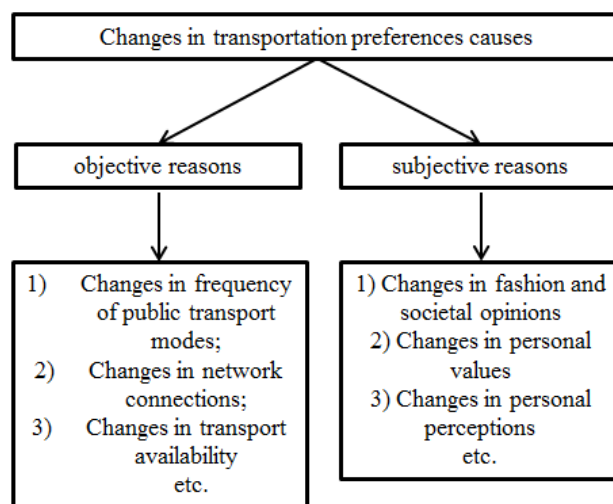 Changes in transportation preferences causes
objective reasons
subjective reasons
1) Changes in frequency
of public transport
modes;
2) Changes in network
connections;
3) Changes in transport
availability
etc.
1) Changes in fashion and
societal opinions
2) Changes in personal
values
3) Changes in personal
perceptions
etc.